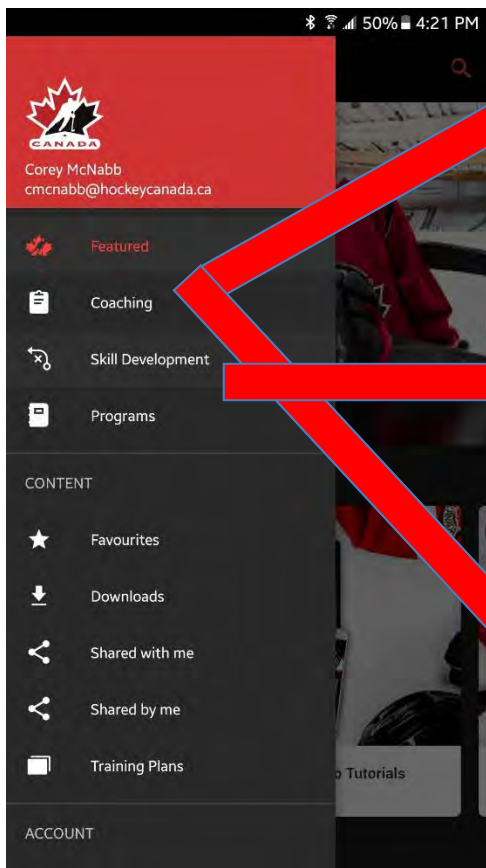 50% 4:21 PM
CANADA
Corey McNabb
cmcnabb@hockeycanada.ca
Featured
Coaching
Skill Development
Programs
CONTENT
Favourites
Downloads
Shared with me
Shared by me
Training Plans
Tutorials
ACCOUNT